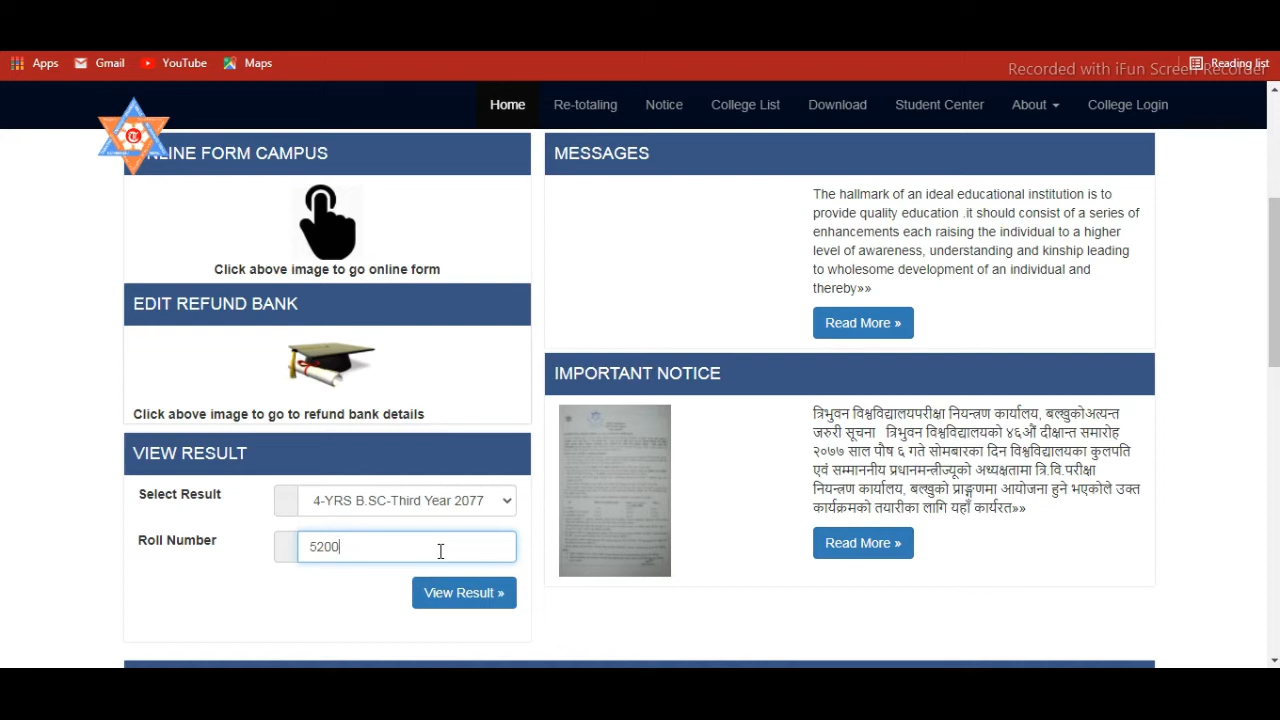 Apps Gmail YouTube Maps Reading list
Recorded with iFun Screen Recorder
Home Re-totaling Notice College List Download Student Center About College Login
ONLINE FORM CAMPUS
Click above image to go online form
EDIT REFUND BANK
Click above image to go to refund bank details
VIEW RESULT
Select Result 4-YRS B.SC-Third Year 2077
Roll Number 5200
View Result »
MESSAGES
The hallmark of an ideal educational institution is to
provide quality education .it should consist of a series of
enhancements each raising the individual to a higher
level of awareness, understanding and kinship leading
to wholesome development of an individual and
thereby»»
Read More »
IMPORTANT NOTICE
त्रिभुवन विश्वविद्यालयपरीक्षा नियन्त्रण कार्यालय, बल्खुकोअत्यन्त
जरुरी सूचना त्रिभुवन विश्वविद्यालयको ४६औं दीक्षान्त समारोह
२०७७ साल पौष ६ गते सोमबारका दिन विश्वविद्यालयका कुलपति
एवं सम्माननीय प्रधानमन्त्रीज्यूको अध्यक्षतामा त्रि.वि.परीक्षा
नियन्त्रण कार्यालय, बल्खुको प्राङ्गणमा आयोजना हुने भएकोले उक्त
कार्यक्रमको तयारीका लागि यहाँ कार्यरत»»
Read More »